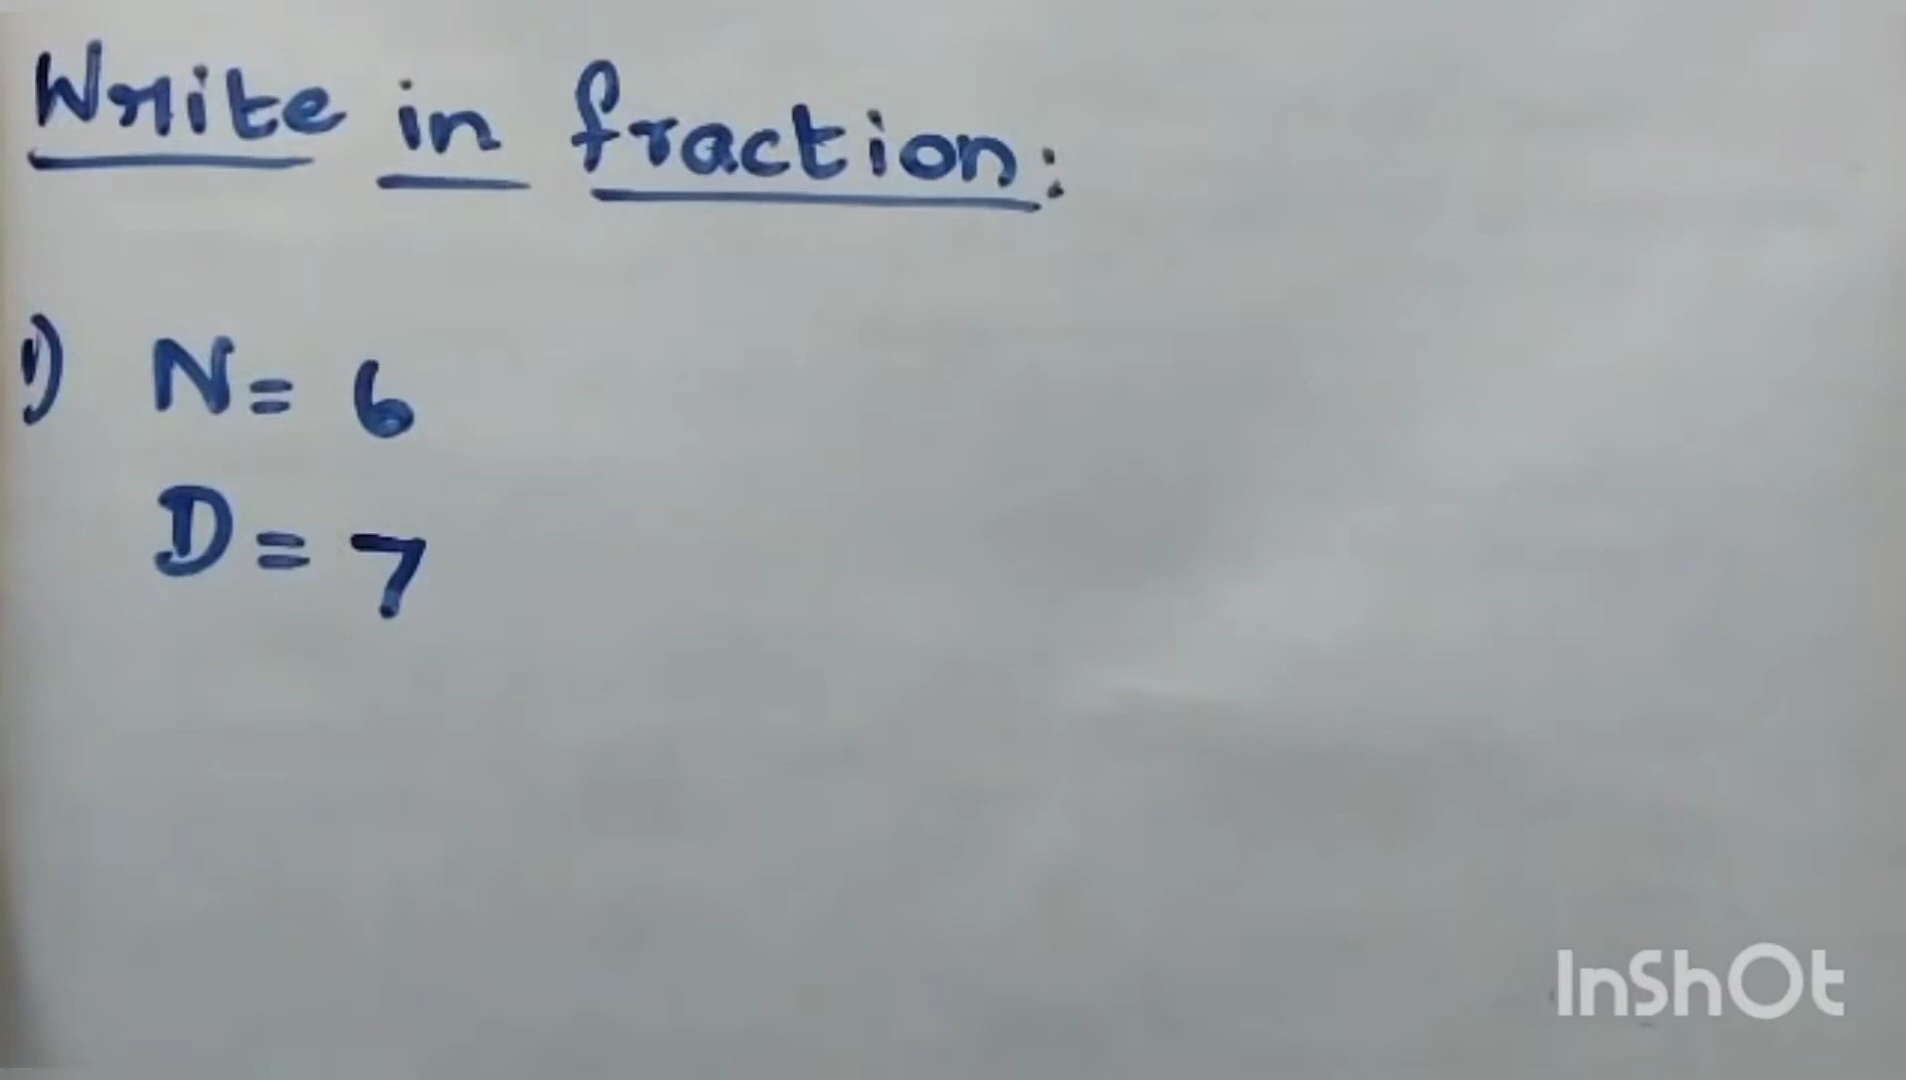 Write in fraction:
1) N = 6
D = 7
InShOt